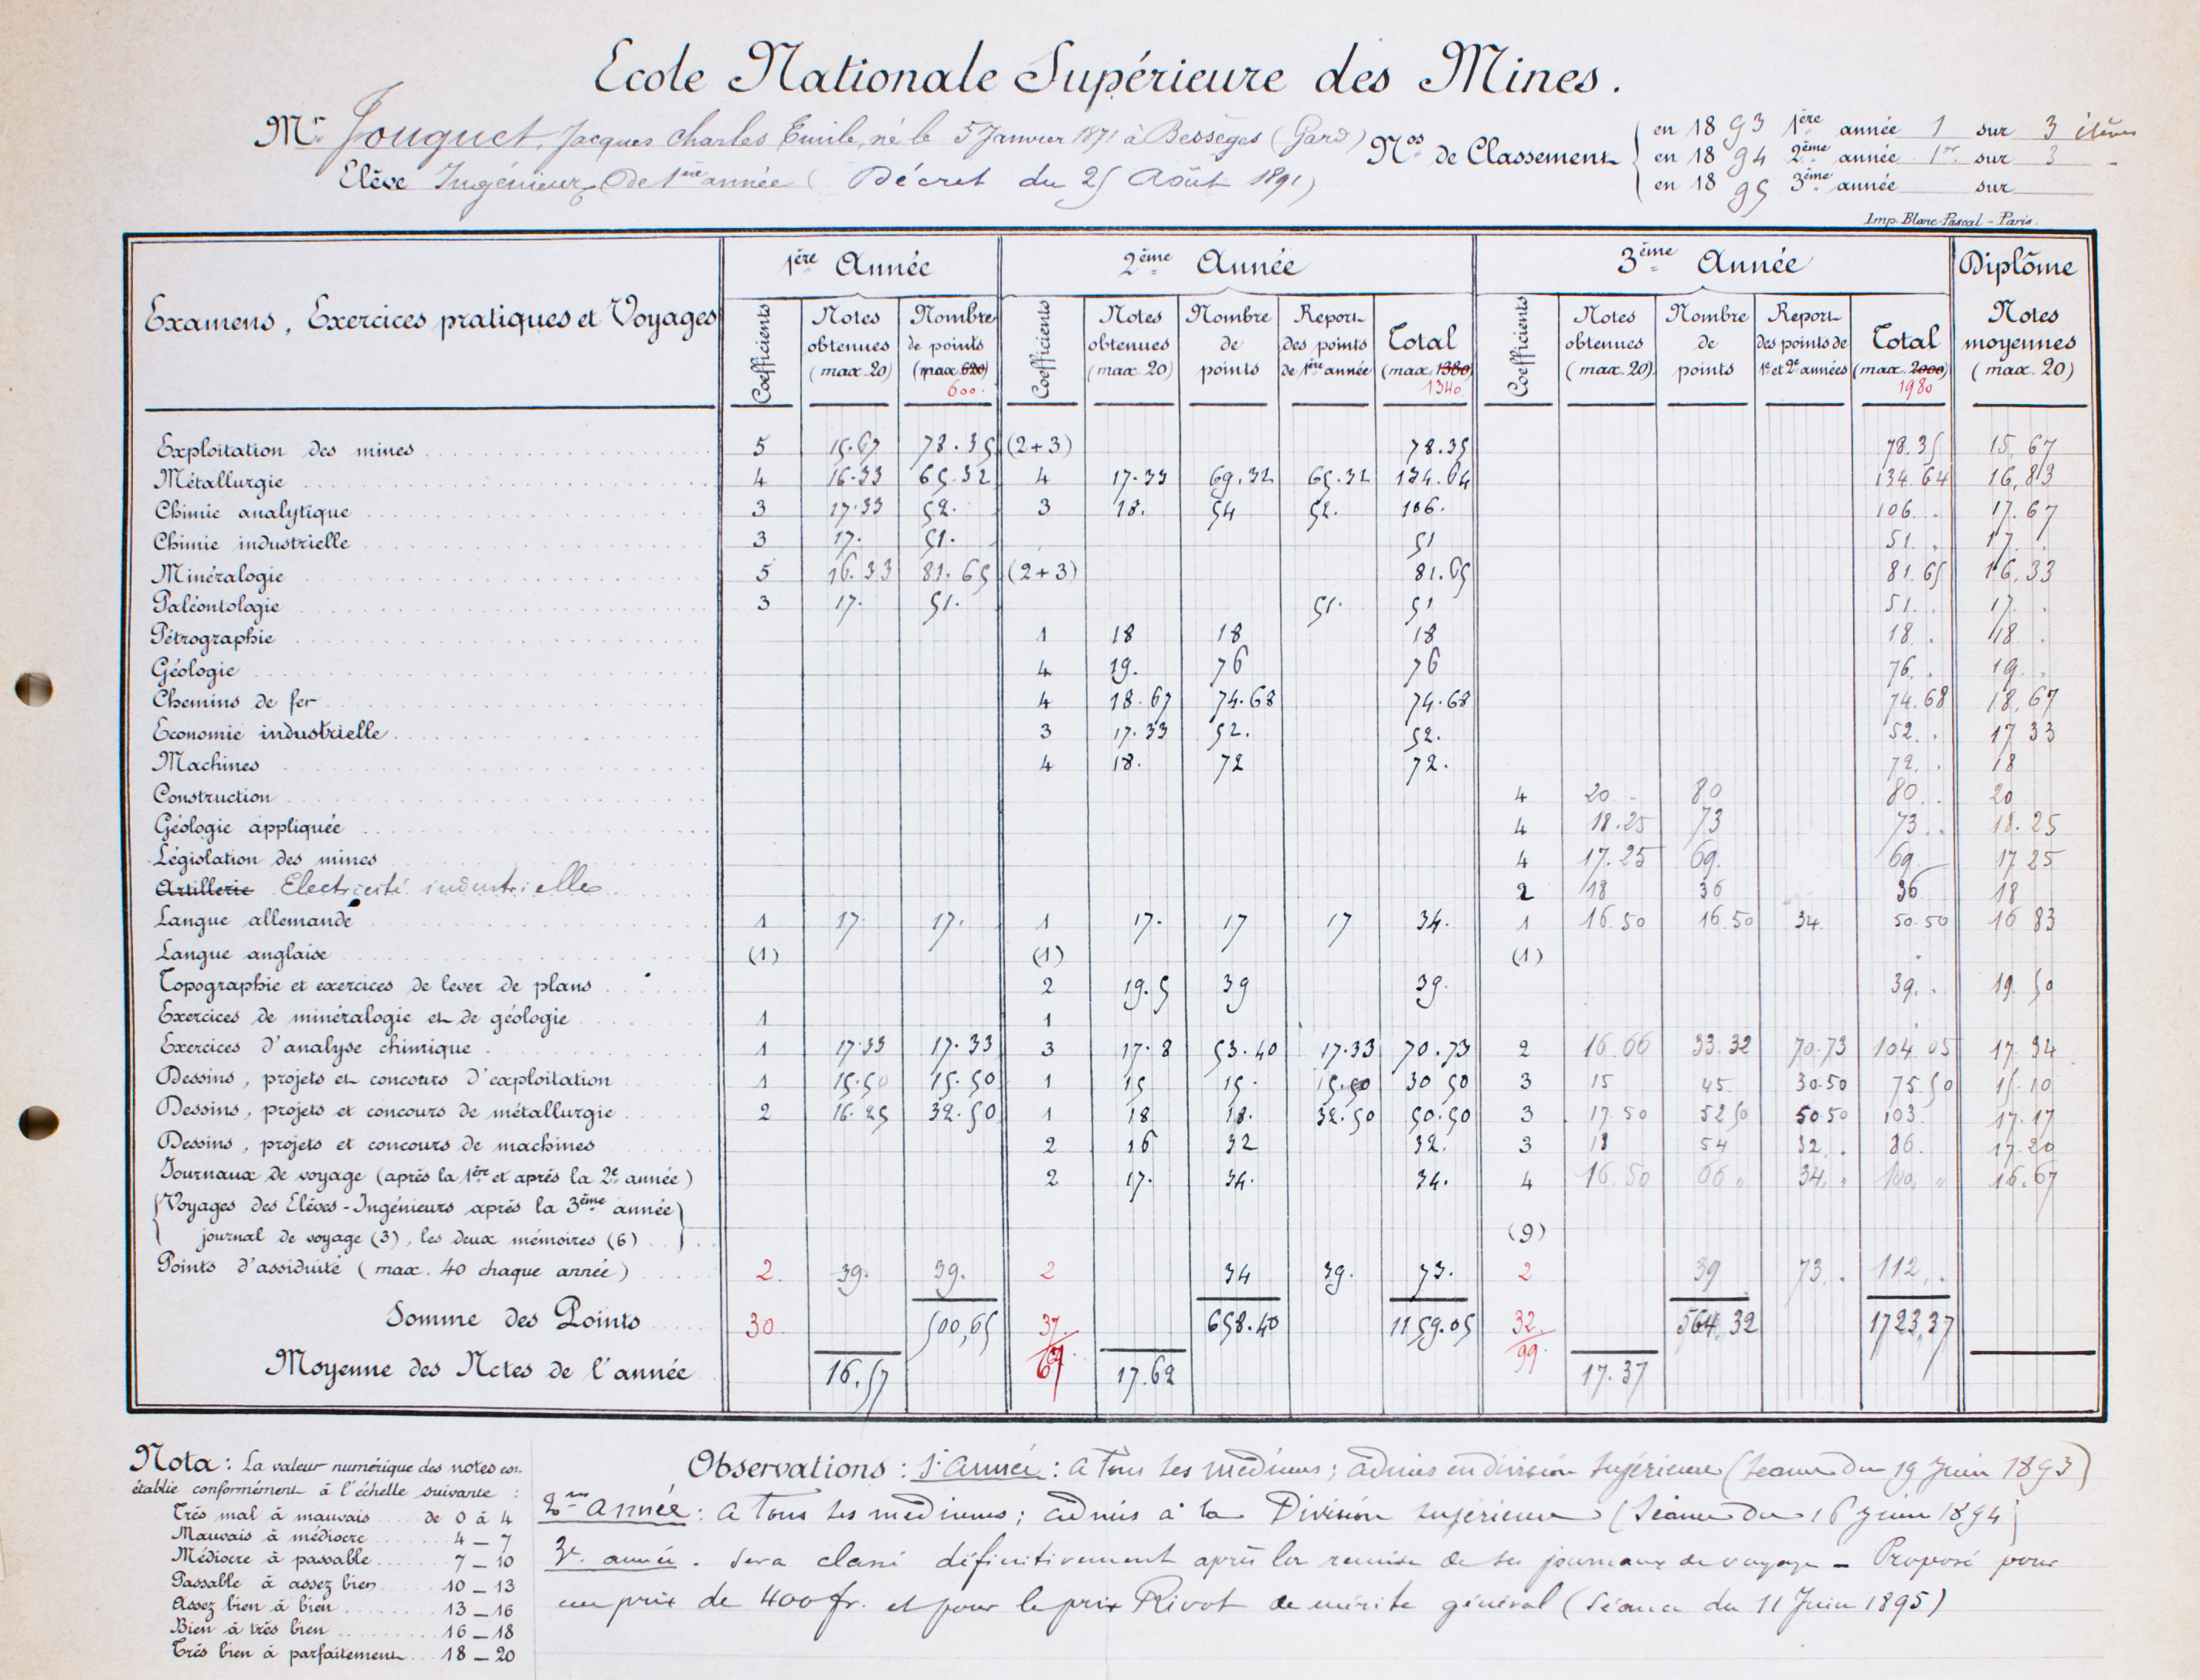 Ecole Nationale Supérieure des Mines.
Mr Jouguet, Jacques Charles Emile, né le 5 Janvier 1871 à Bessèges (Gard)
Elève Ingénieur, de 1ère année (Décret du 25 Août 1891)
Nos de Classement
en 1893 1ère année 1 sur 3 élèves
en 1894 2ème année 1er sur 3 -
en 1895 3ème année sur
Imp. Blanc-Pascal - Paris.
Examens, Exercices pratiques et Voyages 1ère Année 2ème Année 3ème Année Diplôme
Coefficients Notes obtenues (max. 20) Nombre de points (max. 620) 600. Coefficients Notes obtenues (max. 20) Nombre de points Report des points de 1ère année Total (max. 1380) 1340. Coefficients Notes obtenues (max. 20) Nombre de points Report des points de 1e et 2e années Total (max. 2000) 1980 Notes moyennes (max. 20)
Exploitation des mines 5 15.67 78.35 (2+3) 78.35 78.35 15,67
Métallurgie 4 16.33 65.32 4 17.33 69.32 65.32 134.64 134.64 16,83
Chimie analytique 3 17.33 52. 3 18. 54 52. 106. 106. 17.67
Chimie industrielle 3 17. 51. 51 51. 17.
Minéralogie 5 16.33 81.65 (2+3) 81.65 81.65 16.33
Paléontologie 3 17. 51. 51. 51 51. 17.
Pétrographie 1 18 18 18 18. 18.
Géologie 4 19. 76 76 76. 19.
Chemins de fer 4 18.67 74.68 74.68 74.68 18,67
Economie industrielle 3 17.33 52. 52. 52. 17 33
Machines 4 18. 72 72. 72. 18
Construction 4 20 80 80. 20
Géologie appliquée 4 18.25 73 73. 18.25
Législation des mines 4 17.25 69. 69 17 25
Artillerie Electricité industrielle 2 18 36 36 18
Langue allemande 1 17. 17. 1 17. 17 17 34. 1 16.50 16.50 34. 50.50 16 83
Langue anglaise (1) (1) (1)
Topographie et exercices de lever de plans 2 19.5 39 39. 39. 19 50
Exercices de minéralogie et de géologie 1 1
Exercices d'analyse chimique 1 17.33 17.33 3 17.8 53.40 17.33 70.73 2 16.66 33.32 70.73 104.05 17.34
Dessins, projets et concours d'exploitation 1 15.50 15.50 1 15 15. 15.50 30 50 3 15 45. 30.50 75.50 15.10
Dessins, projets et concours de métallurgie 2 16.25 32.50 1 18 18. 32.50 50.50 3 17.50 52 50 50.50 103. 17.17
Dessins, projets et concours de machines 2 16 32 32. 3 18 54 32. 86. 17.20
Journaux de voyage (après la 1ère et après la 2e année) 2 17. 34. 34. 4 16.50 66 34. 100 16.67
Voyages des Elèves-Ingénieurs après la 3ème année
journal de voyage (3), les deux mémoires (6) (9)
Points d'assiduité (max. 40 chaque année) 2. 39. 39. 2 34 39. 73. 2 39 73. 112.
Somme des Points 30 500,65 37. 67 658.40 1159.05 32. 99. 564,32 1723,37
Moyenne des Notes de l'année 16,57 17.62 17.37
Nota: La valeur numérique des notes est
établie conformément à l'échelle suivante :
Très mal à mauvais de 0 à 4
Mauvais à médiocre 4 _ 7
Médiocre à passable 7 _ 10
Passable à assez bien 10 _ 13
Assez bien à bien 13 _ 16
Bien à très bien 16 _ 18
Très bien à parfaitement 18 _ 20
Observations : 1e Année : a tous ses médiums ; admis en division supérieure (Séance du 19 Juin 1893)
2me Année : a tous ses médiums ; admis à la Division supérieure (Séance du 16 Juin 1894)
3e année. Sera classé définitivement après la remise de ses journaux de voyage - Proposé pour
un prix de 400 fr. et pour le prix Rivot de mérite général (Séance du 11 Juin 1895)